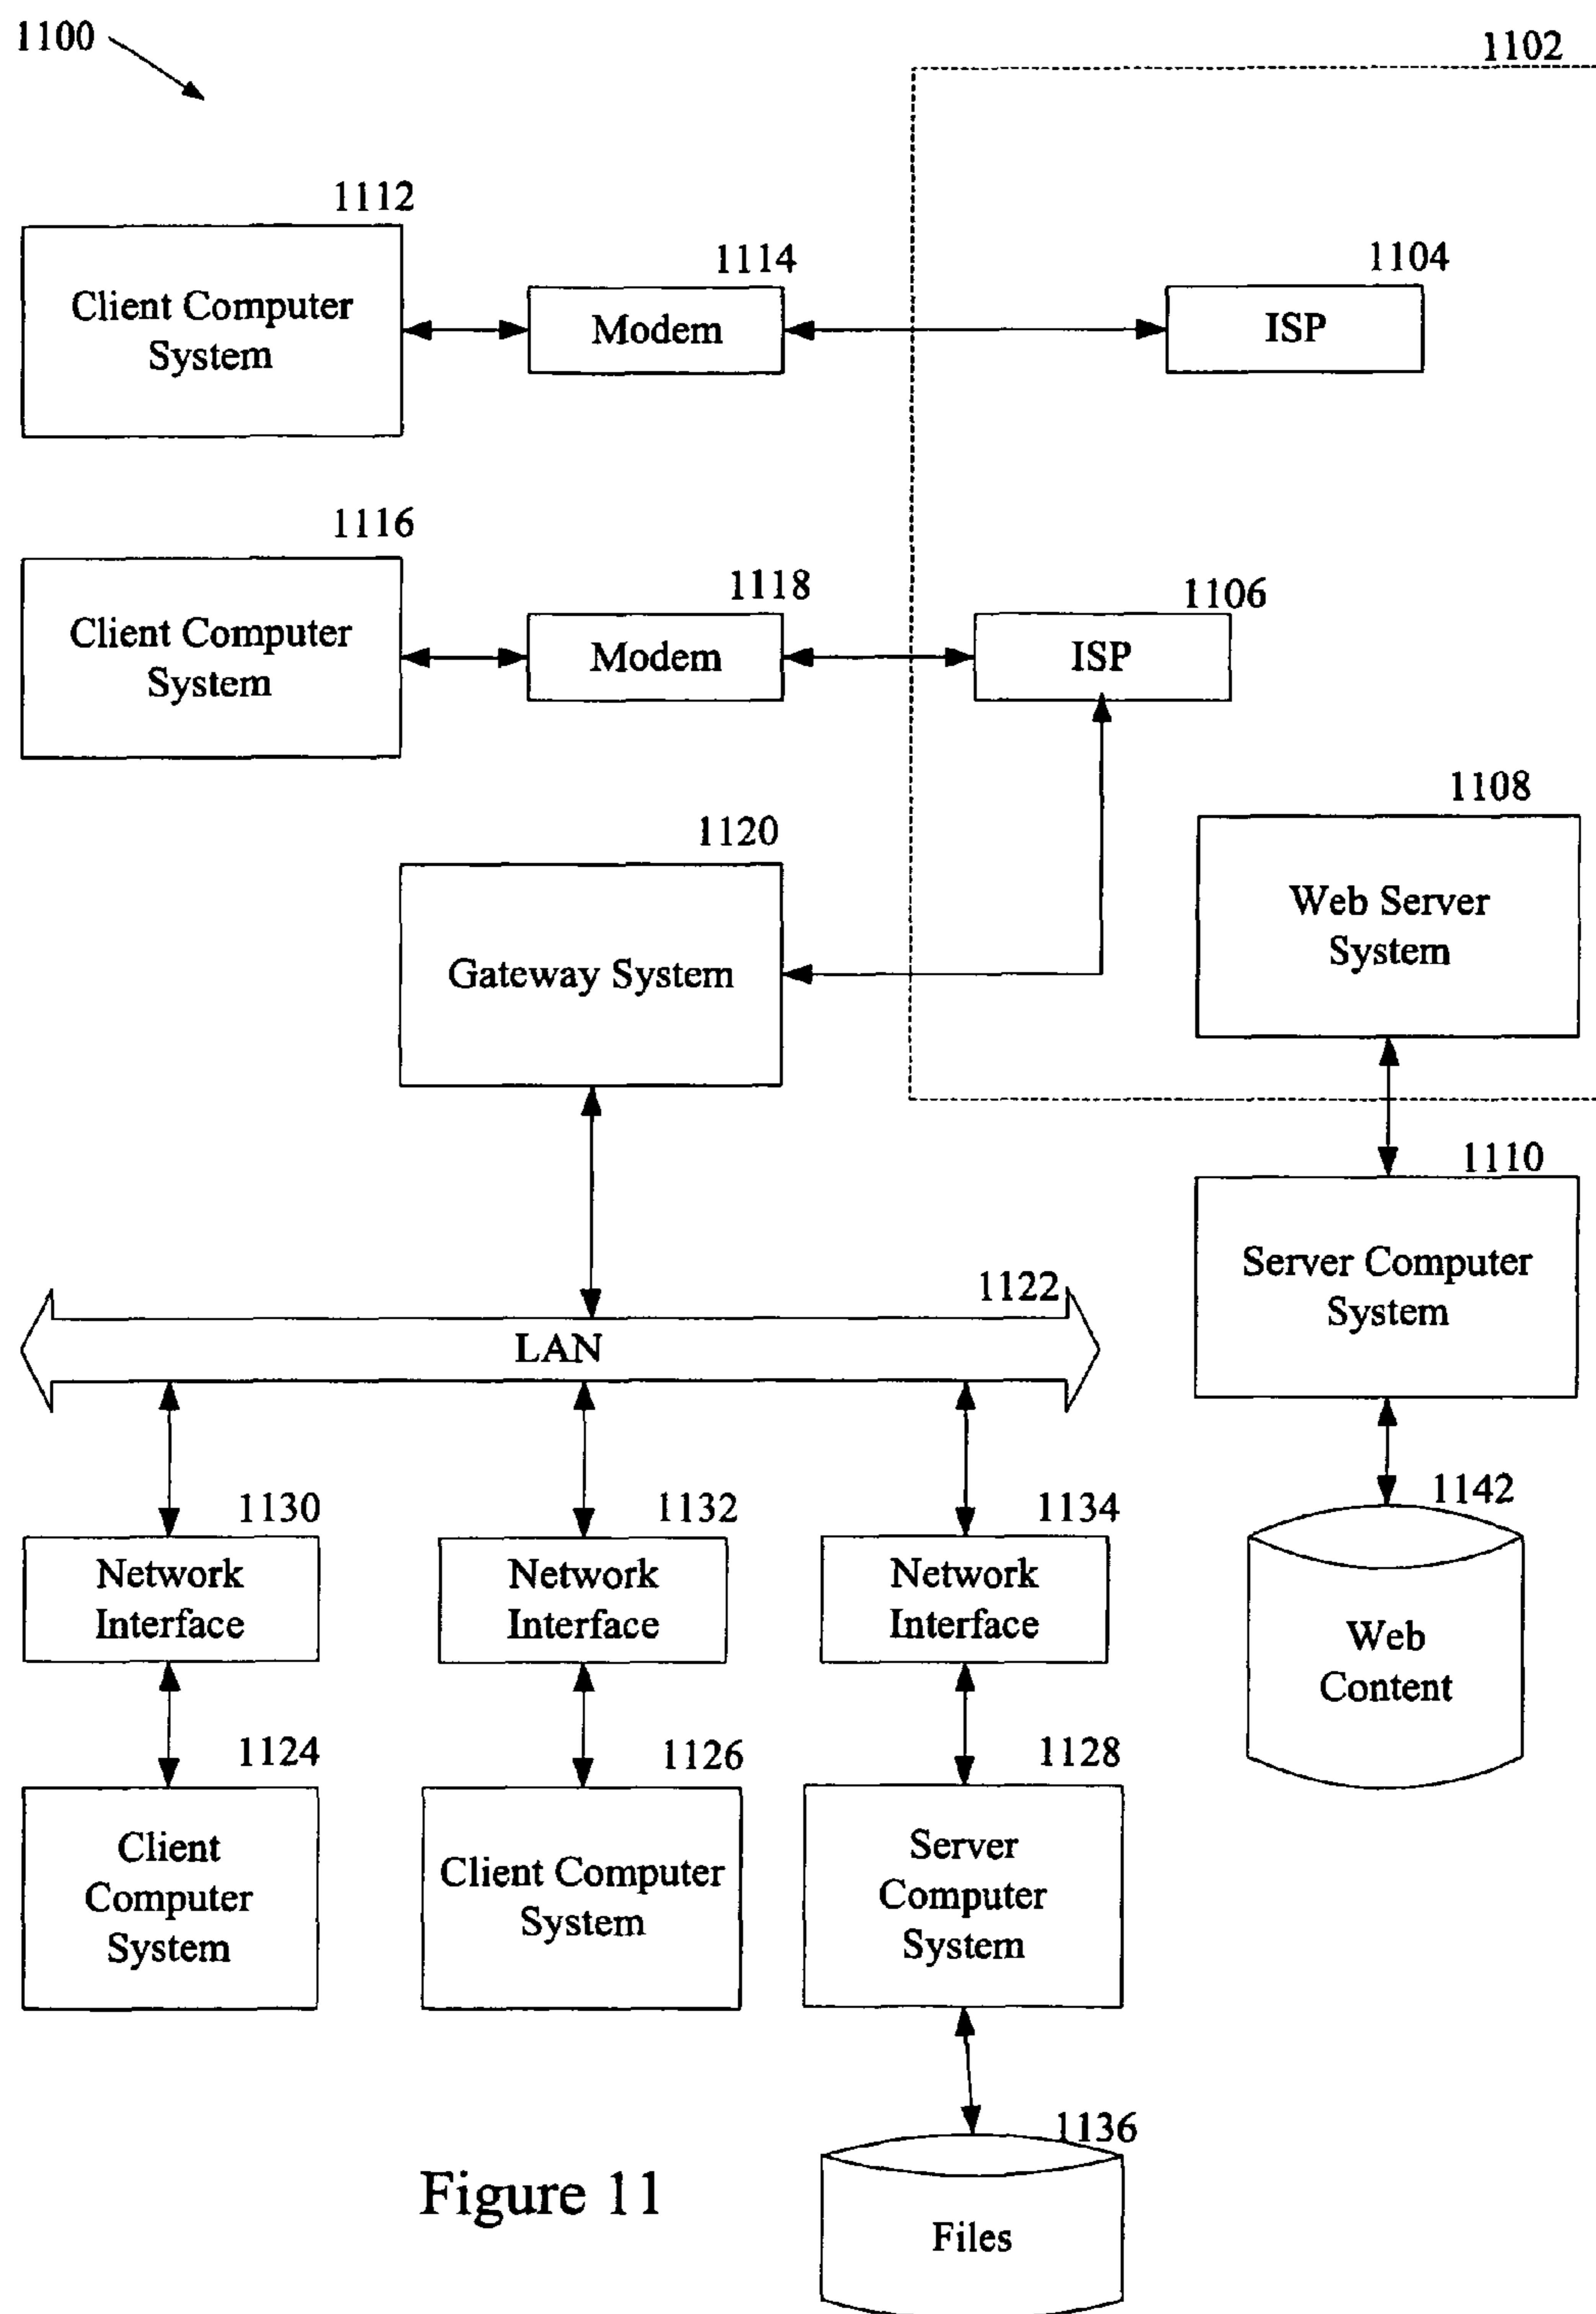 1100
1102
1112
Client Computer
System
1114
Modem
1104
ISP
1116
Client Computer
System
1118
Modem
1106
ISP
1108
Web Server
System
1120
Gateway System
1110
Server Computer
System
1122
LAN
1142
Web
Content
1130
Network
Interface
1132
Network
Interface
1134
Network
Interface
1124
Client
Computer
System
1126
Client Computer
System
1128
Server
Computer
System
1136
Files
Figure 11